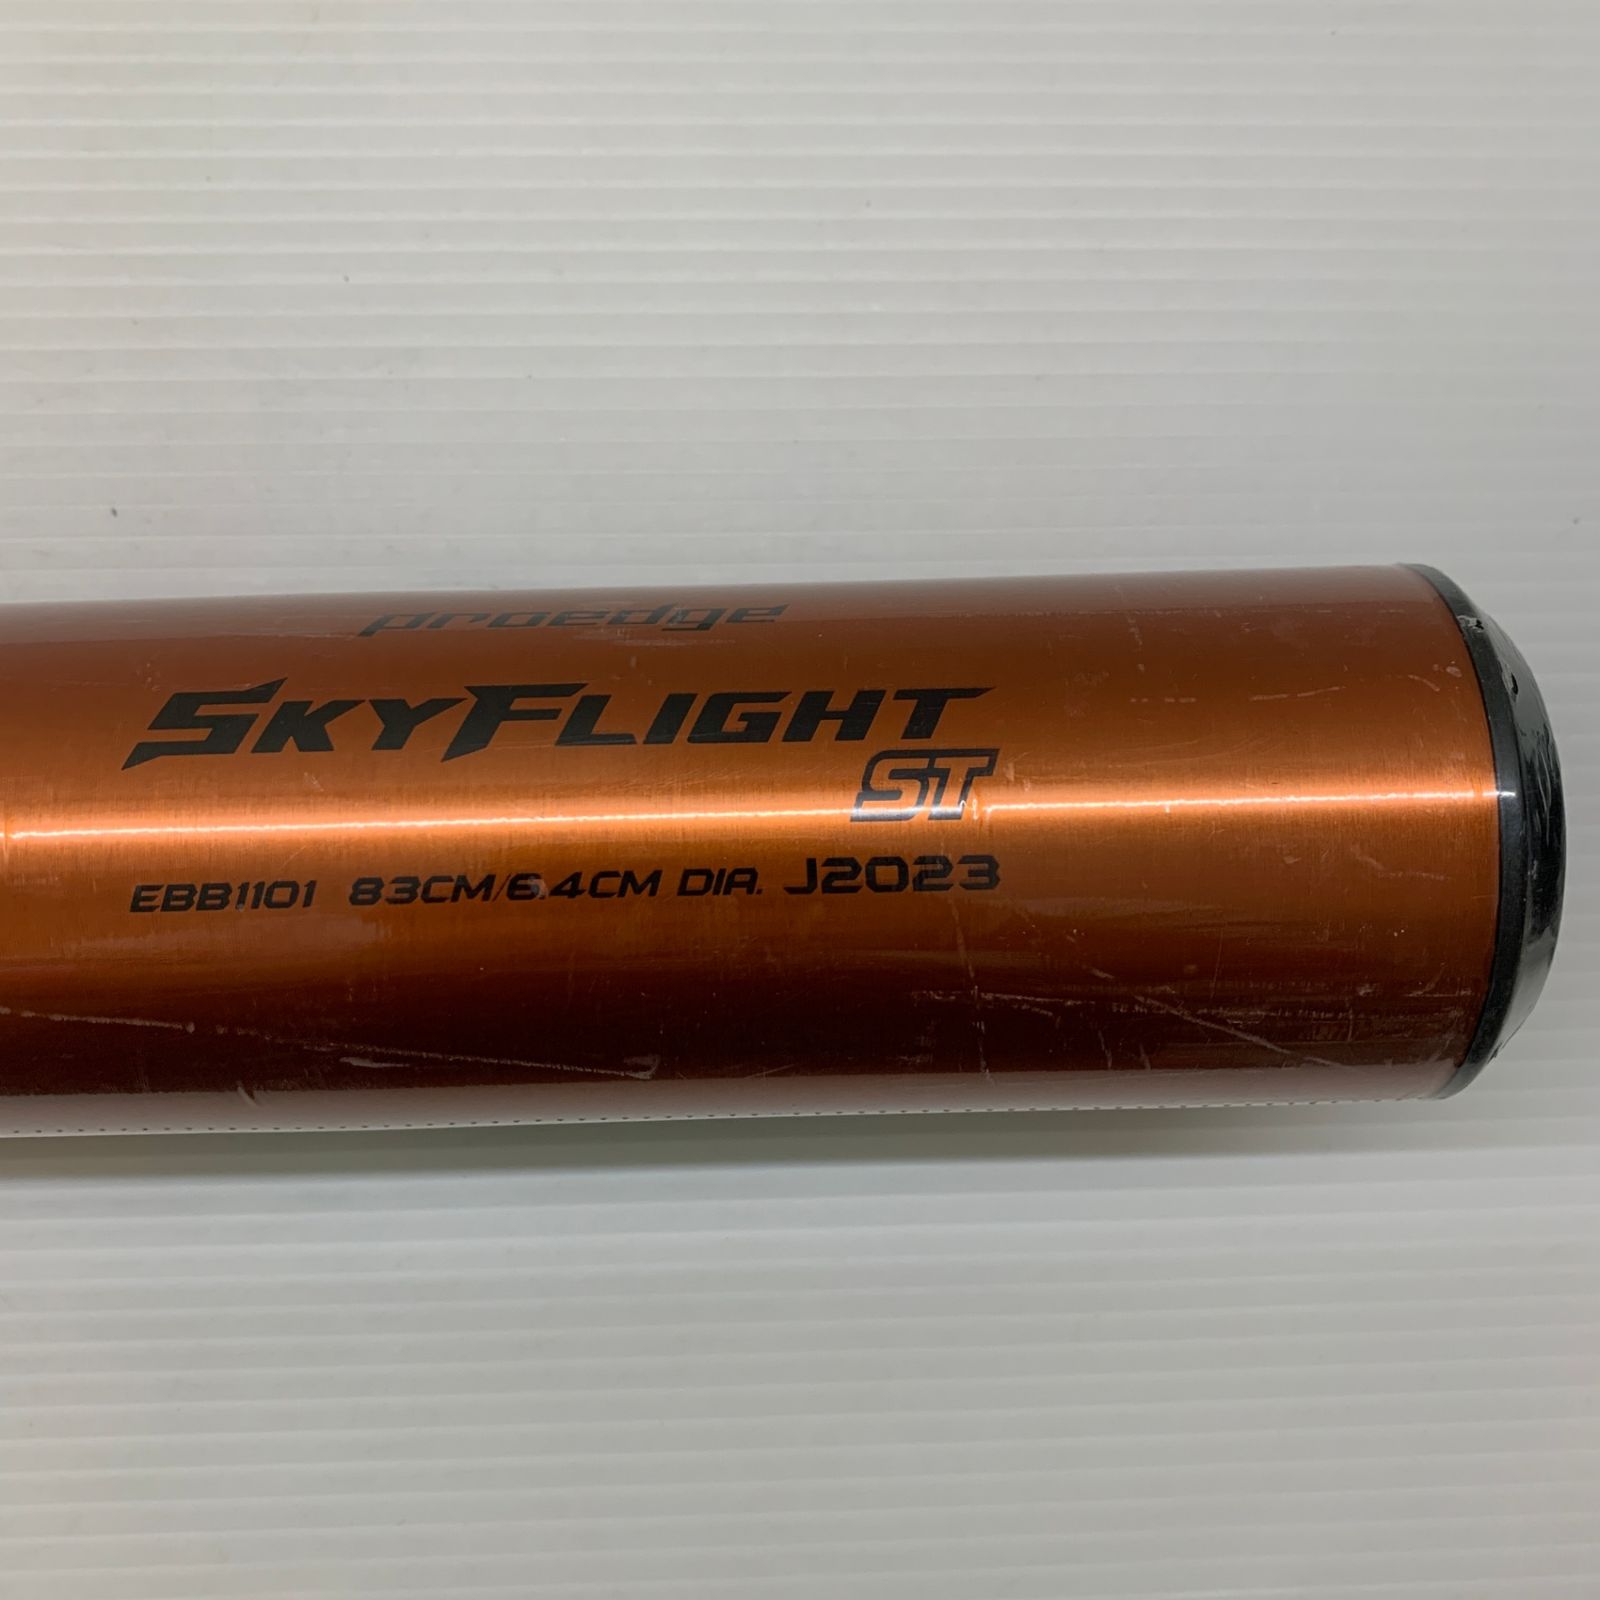 proedge
SKYFLIGHT
ST
EBB1101 83CM/6.4CM DIA. J2023